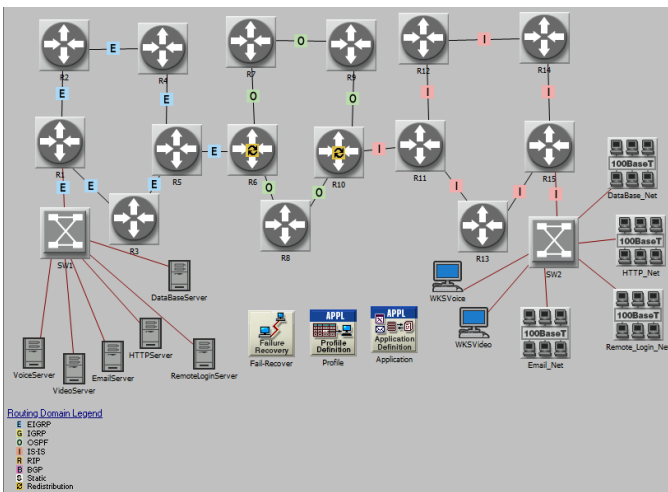 R2
E
R4
R7
O
R9
R12
I
R14
E
E
O
O
I
I
R1
E
R5
E
R6
R10
I
R11
R15
E
E
E
O
O
I
I
I
R3
R8
R13
100BaseT
DataBase_Net
SW1
SW2
100BaseT
HTTP_Net
DataBaseServer
WKSVoice
100BaseT
Remote_Login_Ne
WKSVideo
100BaseT
Email_Net
VoiceServer
VideoServer
EmailServer
HTTPServer
RemoteLoginServer
Failure
Recovery
Fail-Recover
APPL
Profile
Definition
Profile
APPL
Application
Definition
Application
Routing Domain Legend
E EIGRP
G IGRP
O OSPF
I IS-IS
R RIP
B BGP
S Static
Redistribution